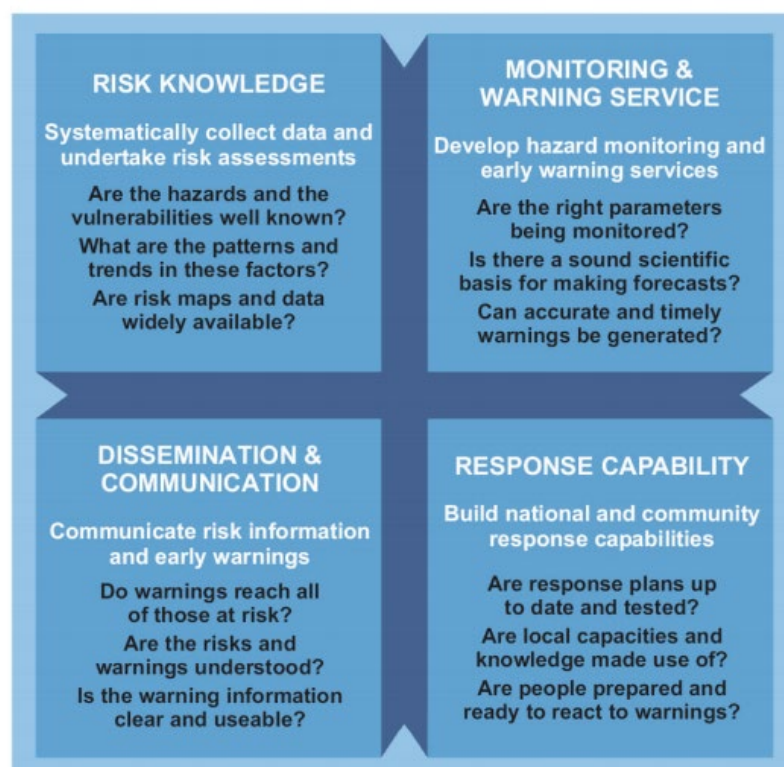 RISK KNOWLEDGE
Systematically collect data and
undertake risk assessments
Are the hazards and the
vulnerabilities well known?
What are the patterns and
trends in these factors?
Are risk maps and data
widely available?
MONITORING &
WARNING SERVICE
Develop hazard monitoring and
early warning services
Are the right parameters
being monitored?
Is there a sound scientific
basis for making forecasts?
Can accurate and timely
warnings be generated?
DISSEMINATION &
COMMUNICATION
Communicate risk information
and early warnings
Do warnings reach all
of those at risk?
Are the risks and
warnings understood?
Is the warning information
clear and useable?
RESPONSE CAPABILITY
Build national and community
response capabilities
Are response plans up
to date and tested?
Are local capacities and
knowledge made use of?
Are people prepared and
ready to react to warnings?